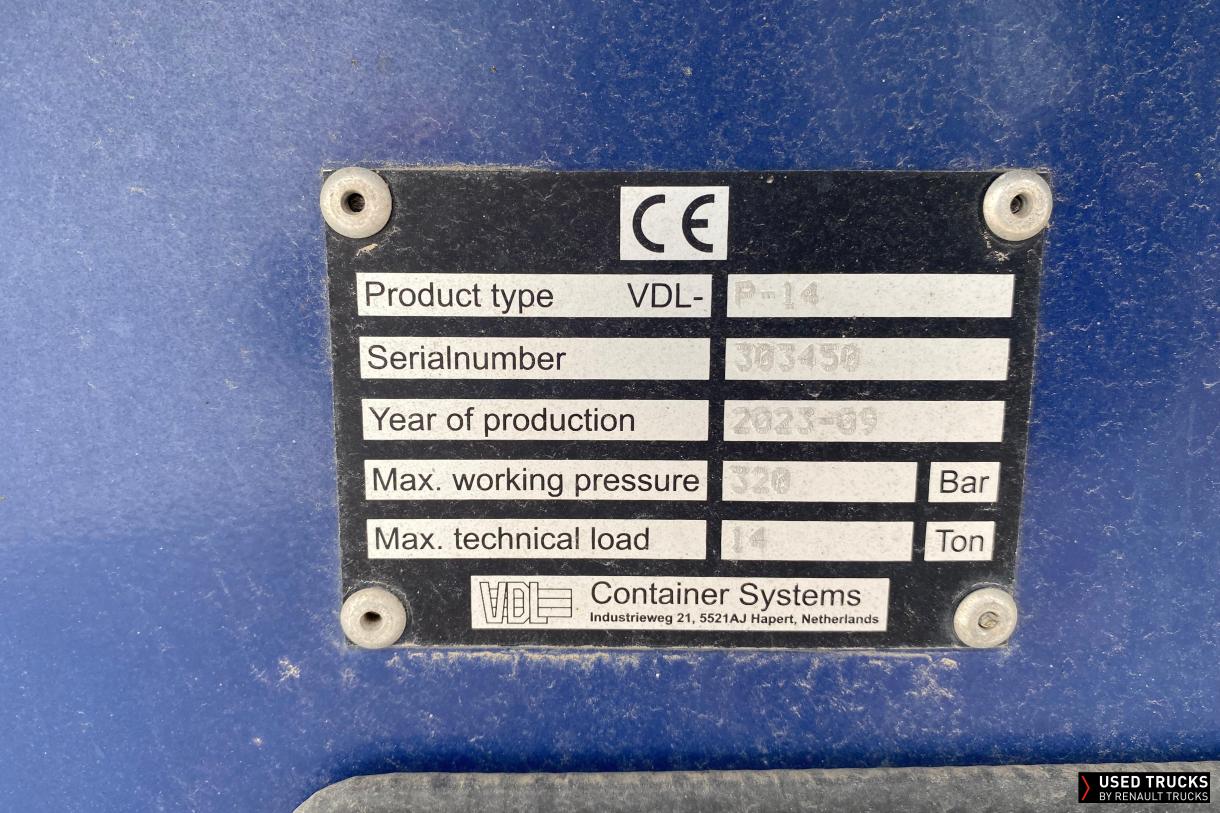 CE
Product type VDL- P-14
Serialnumber 303450
Year of production 2023-09
Max. working pressure 320 Bar
Max. technical load 14 Ton
VDL Container Systems
Industrieweg 21, 5521AJ Hapert, Netherlands
USED TRUCKS
BY RENAULT TRUCKS